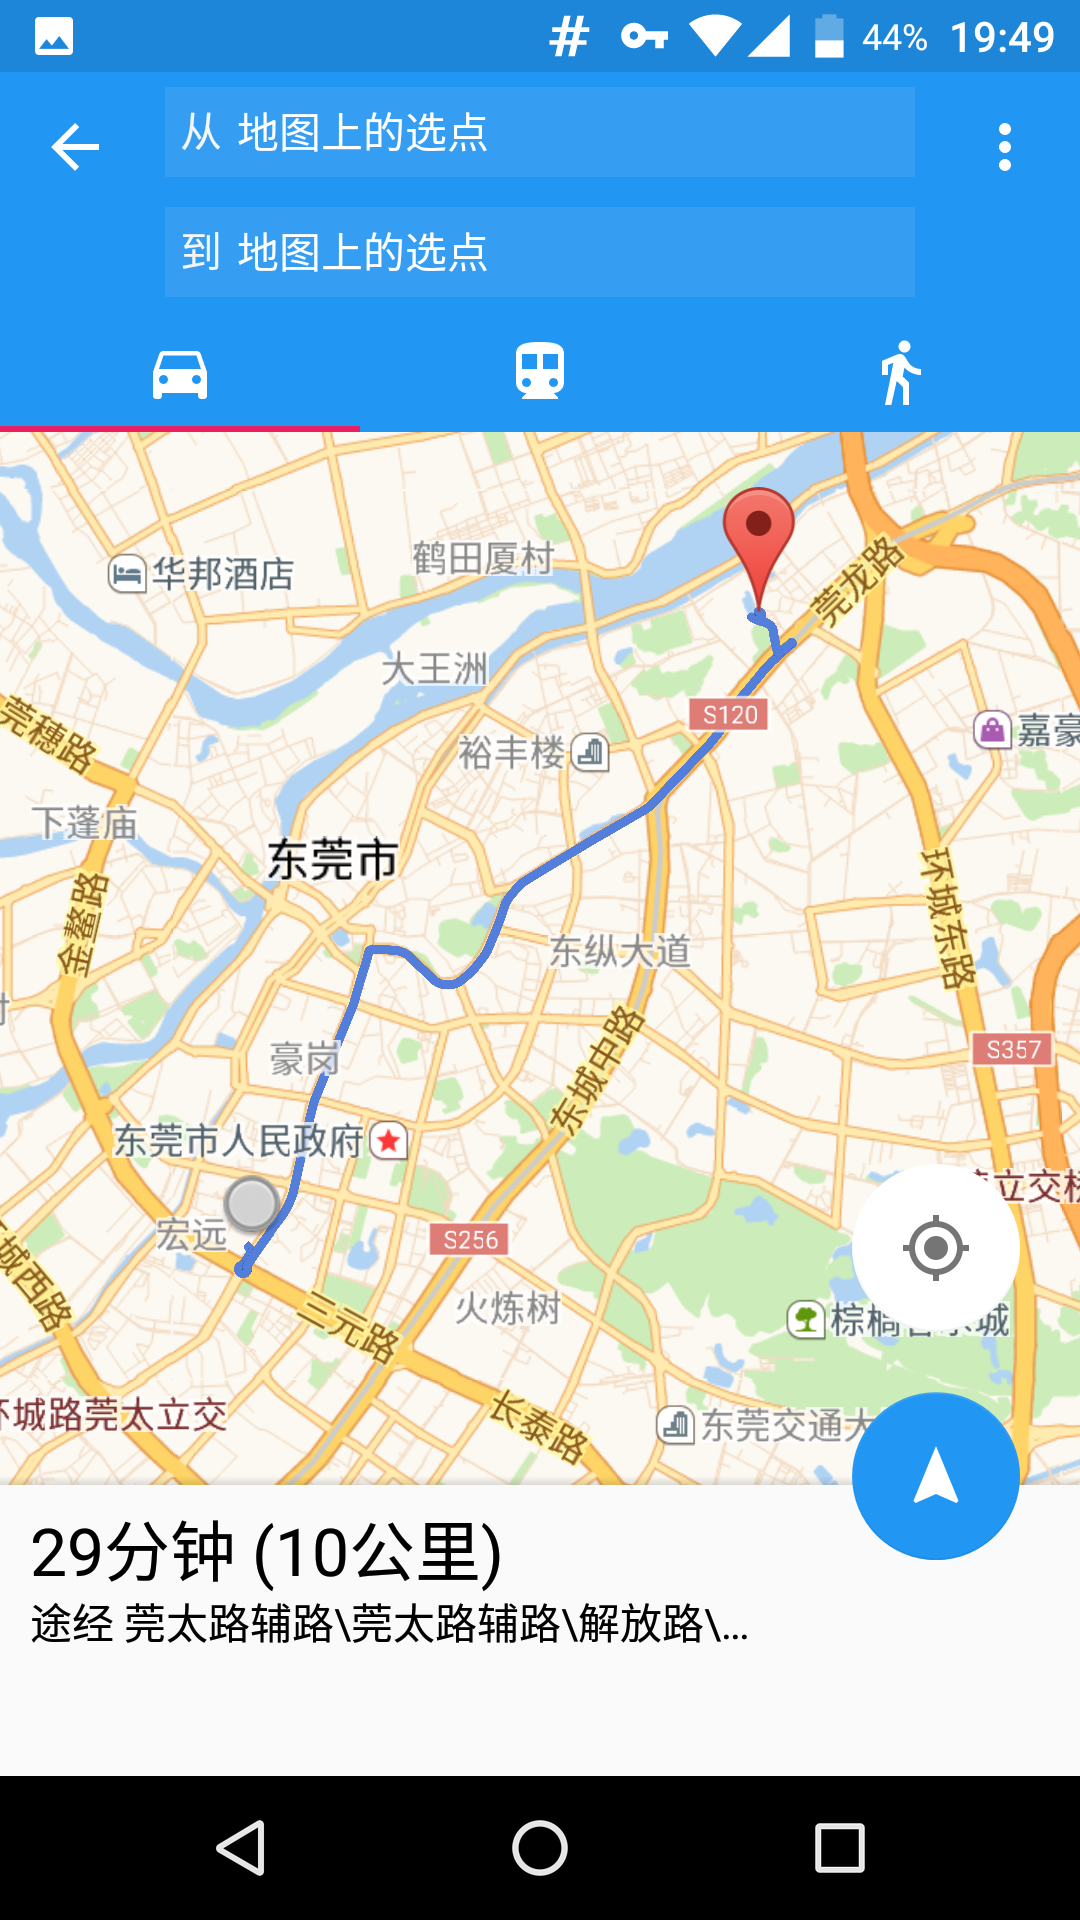 44% 19:49
从 地图上的选点
到 地图上的选点
华邦酒店
鹤田厦村
莞龙路
大王洲
S120
莞穗路
裕丰楼
嘉豪
下蓬庙
东莞市
环城东路
金鳌路
东纵大道
S357
豪岗
东城中路
东莞市人民政府
立交桥
宏远
S256
城西路
三元路
火炼树
棕榈
城
环城路莞太立交
长泰路
东莞交通大
29分钟 (10公里)
途经 莞太路辅路\莞太路辅路\解放路\...